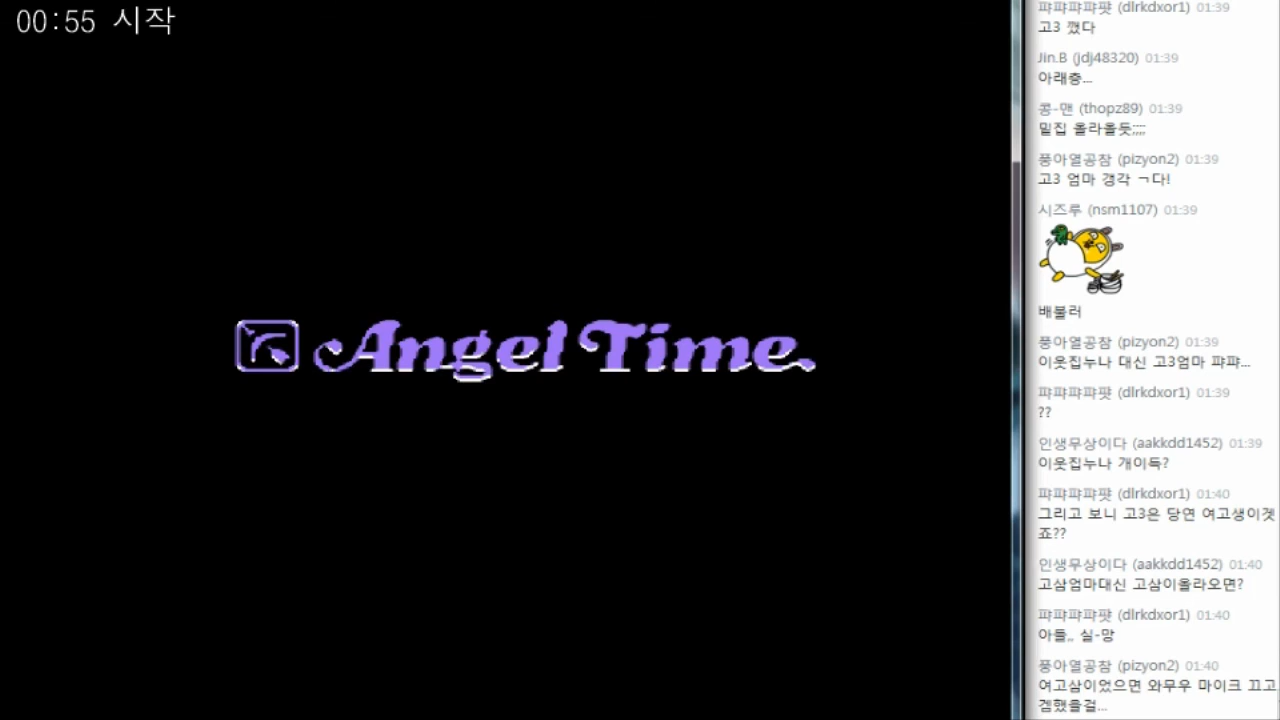 00:55 시작
Angel Time.
퍄퍄퍄퍄퍗 (dlrkdxor1) 01:39
고3 깼다
Jin.B (jdj48320) 01:39
아래층...
콩-맨 (thopz89) 01:39
밑집 올라올듯;;;;
풍아열공참 (pizyon2) 01:39
고3 엄마 경각 ㄱ다!
시즈루 (nsm1107) 01:39
배불러
풍아열공참 (pizyon2) 01:39
이웃집누나 대신 고3엄마 퍄퍄...
퍄퍄퍄퍄퍗 (dlrkdxor1) 01:39
??
인생무상이다 (aakkdd1452) 01:39
이웃집누나 개이득?
퍄퍄퍄퍄퍗 (dlrkdxor1) 01:40
그리고 보니 고3은 당연 여고생이겟
죠??
인생무상이다 (aakkdd1452) 01:40
고삼엄마대신 고삼이올라오면?
퍄퍄퍄퍄퍗 (dlrkdxor1) 01:40
아들,, 실-망
풍아열공참 (pizyon2) 01:40
여고삼이었으면 와무우 마이크 끄고
겜했을걸...